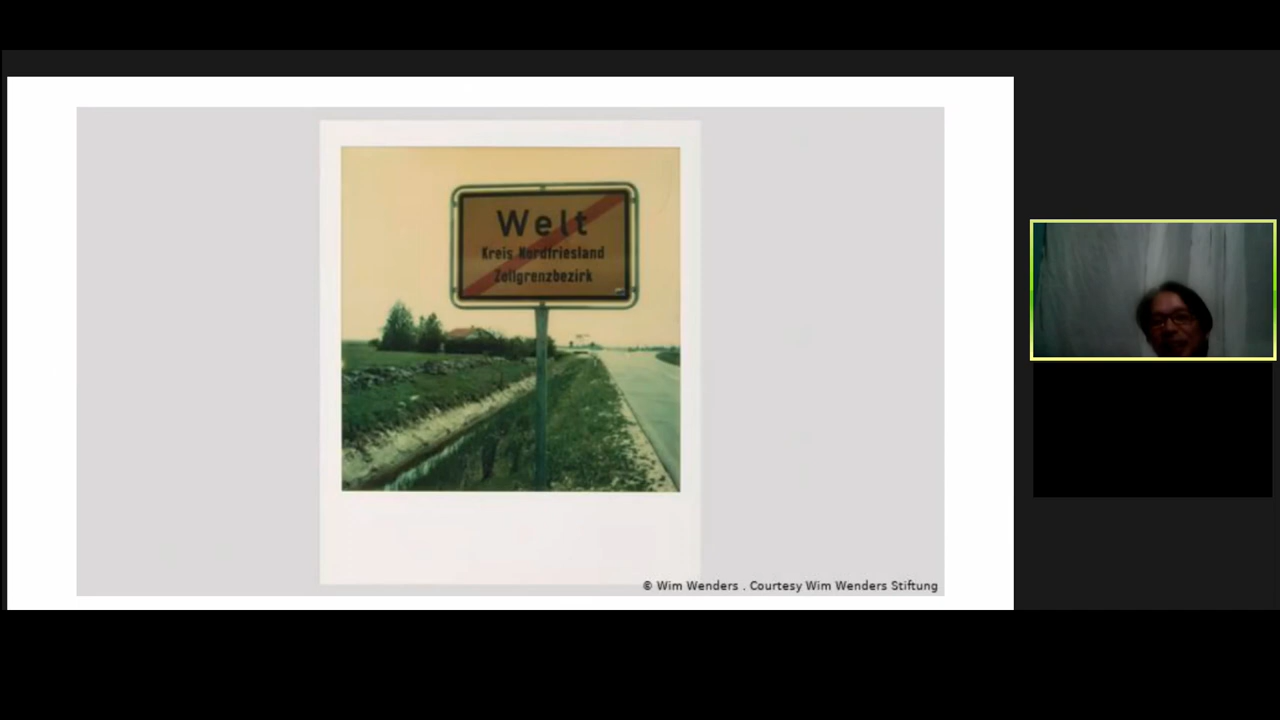 Welt
Kreis Nordfriesland
Zollgrenzbezirk
© Wim Wenders . Courtesy Wim Wenders Stiftung